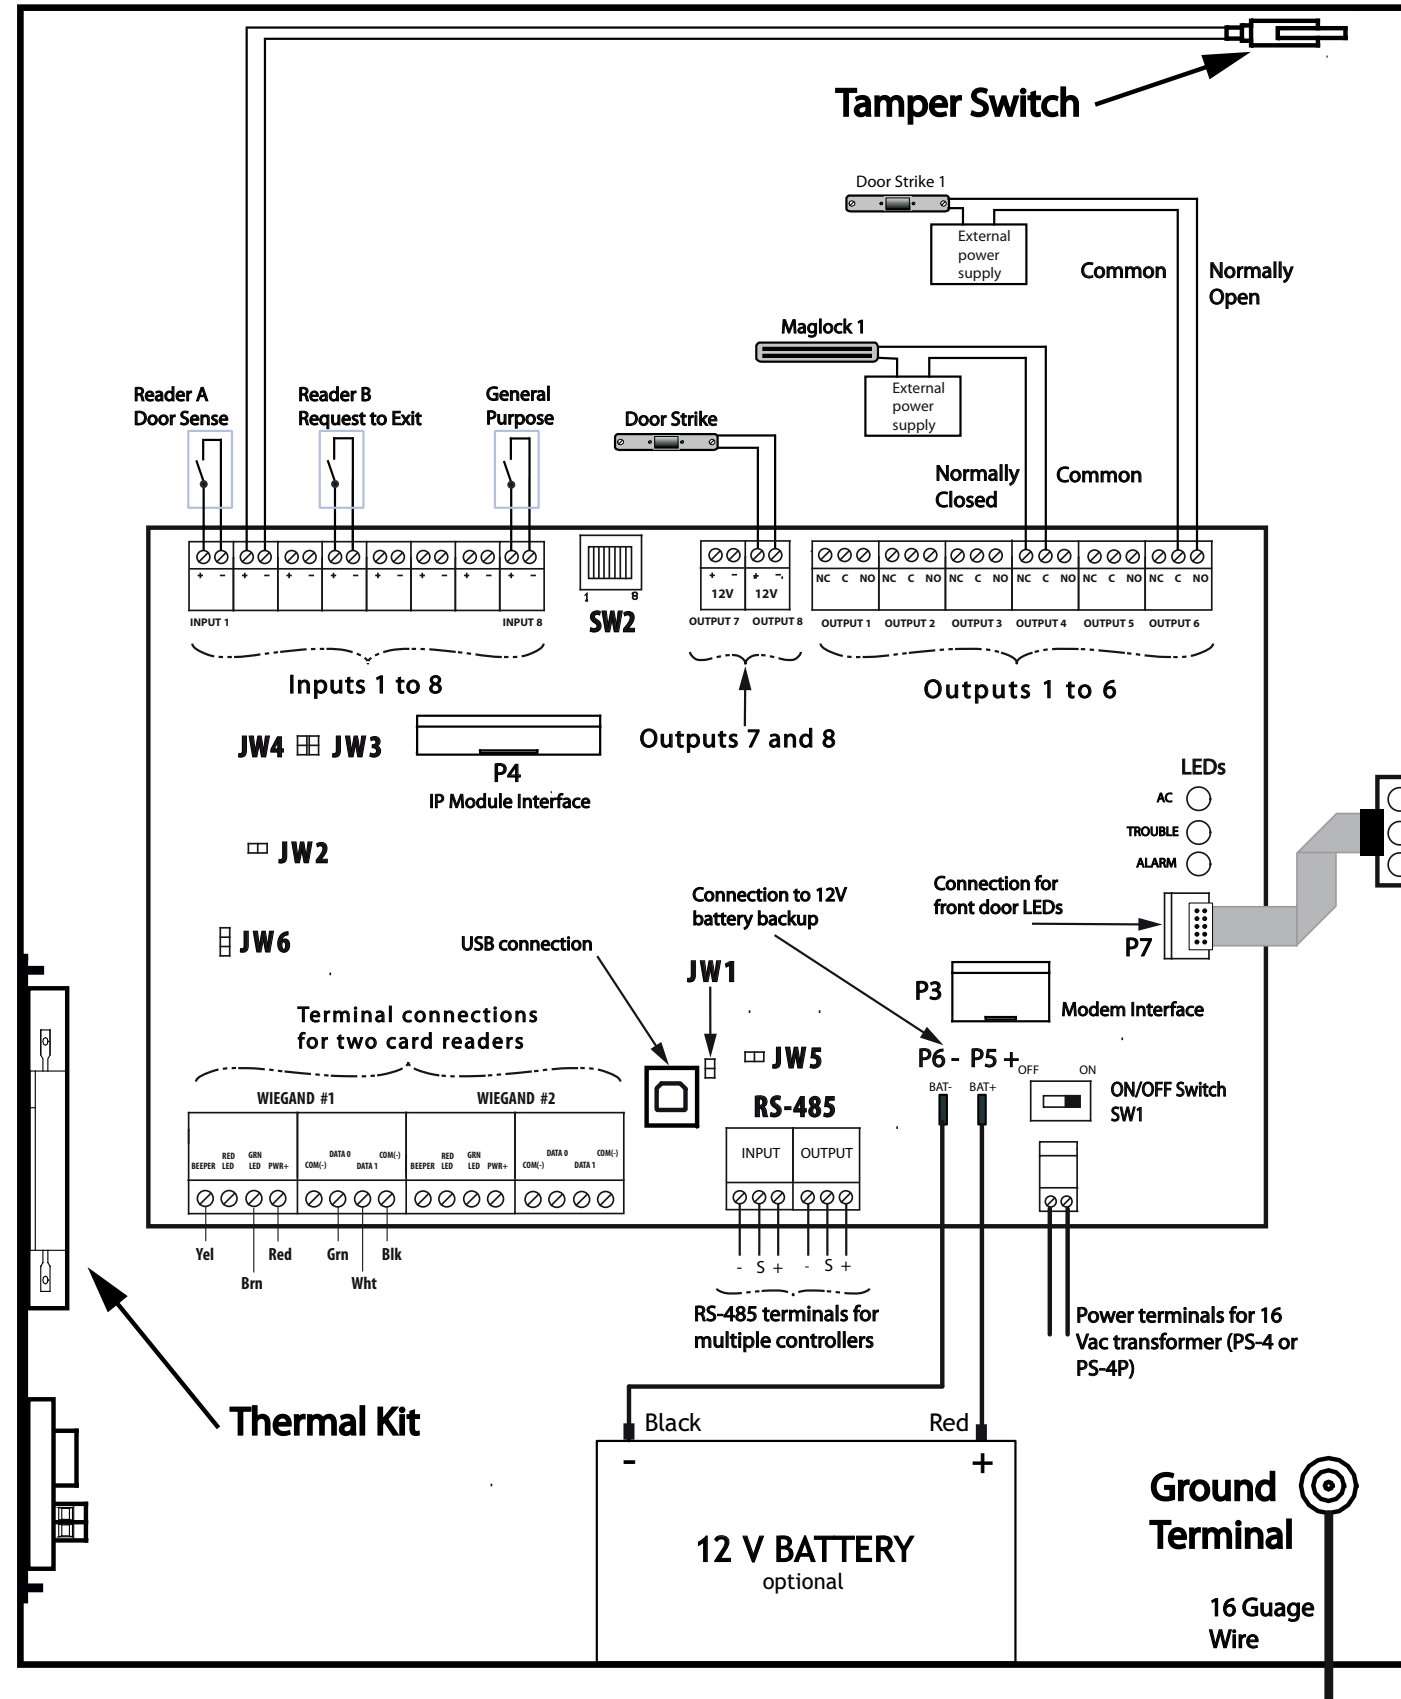 Tamper Switch
Door Strike 1
External
power
supply
Common
Normally
Open
Maglock 1
External
power
supply
Normally
Closed
Common
Reader A
Door Sense
Reader B
Request to Exit
General
Purpose
Door Strike
+ - + - + - + - + - + - + - + -
INPUT 1
INPUT 8
1 8
SW2
+ - + -
12V 12V
OUTPUT 7 OUTPUT 8
NC C NO NC C NO NC C NO NC C NO NC C NO NC C NO
OUTPUT 1 OUTPUT 2 OUTPUT 3 OUTPUT 4 OUTPUT 5 OUTPUT 6
Inputs 1 to 8
Outputs 7 and 8
Outputs 1 to 6
JW4 JW3
P4
IP Module Interface
LEDs
AC
TROUBLE
ALARM
JW2
JW6
USB connection
Connection to 12V
battery backup
Connection for
front door LEDs
P7
JW1
P3
Modem Interface
Terminal connections
for two card readers
JW5
P6 - P5 +
BAT- BAT+
OFF ON
ON/OFF Switch
SW1
WIEGAND #1
WIEGAND #2
BEEPER RED LED GRN LED PWR+ COM(-) DATA 0 DATA 1 COM(-)
BEEPER RED LED GRN LED PWR+ COM(-) DATA 0 DATA 1 COM(-)
RS-485
INPUT OUTPUT
Yel Brn Red Grn Wht Blk
- S + - S +
RS-485 terminals for
multiple controllers
Power terminals for 16
Vac transformer (PS-4 or
PS-4P)
Thermal Kit
Black
Red
- +
12 V BATTERY
optional
Ground
Terminal
16 Guage
Wire